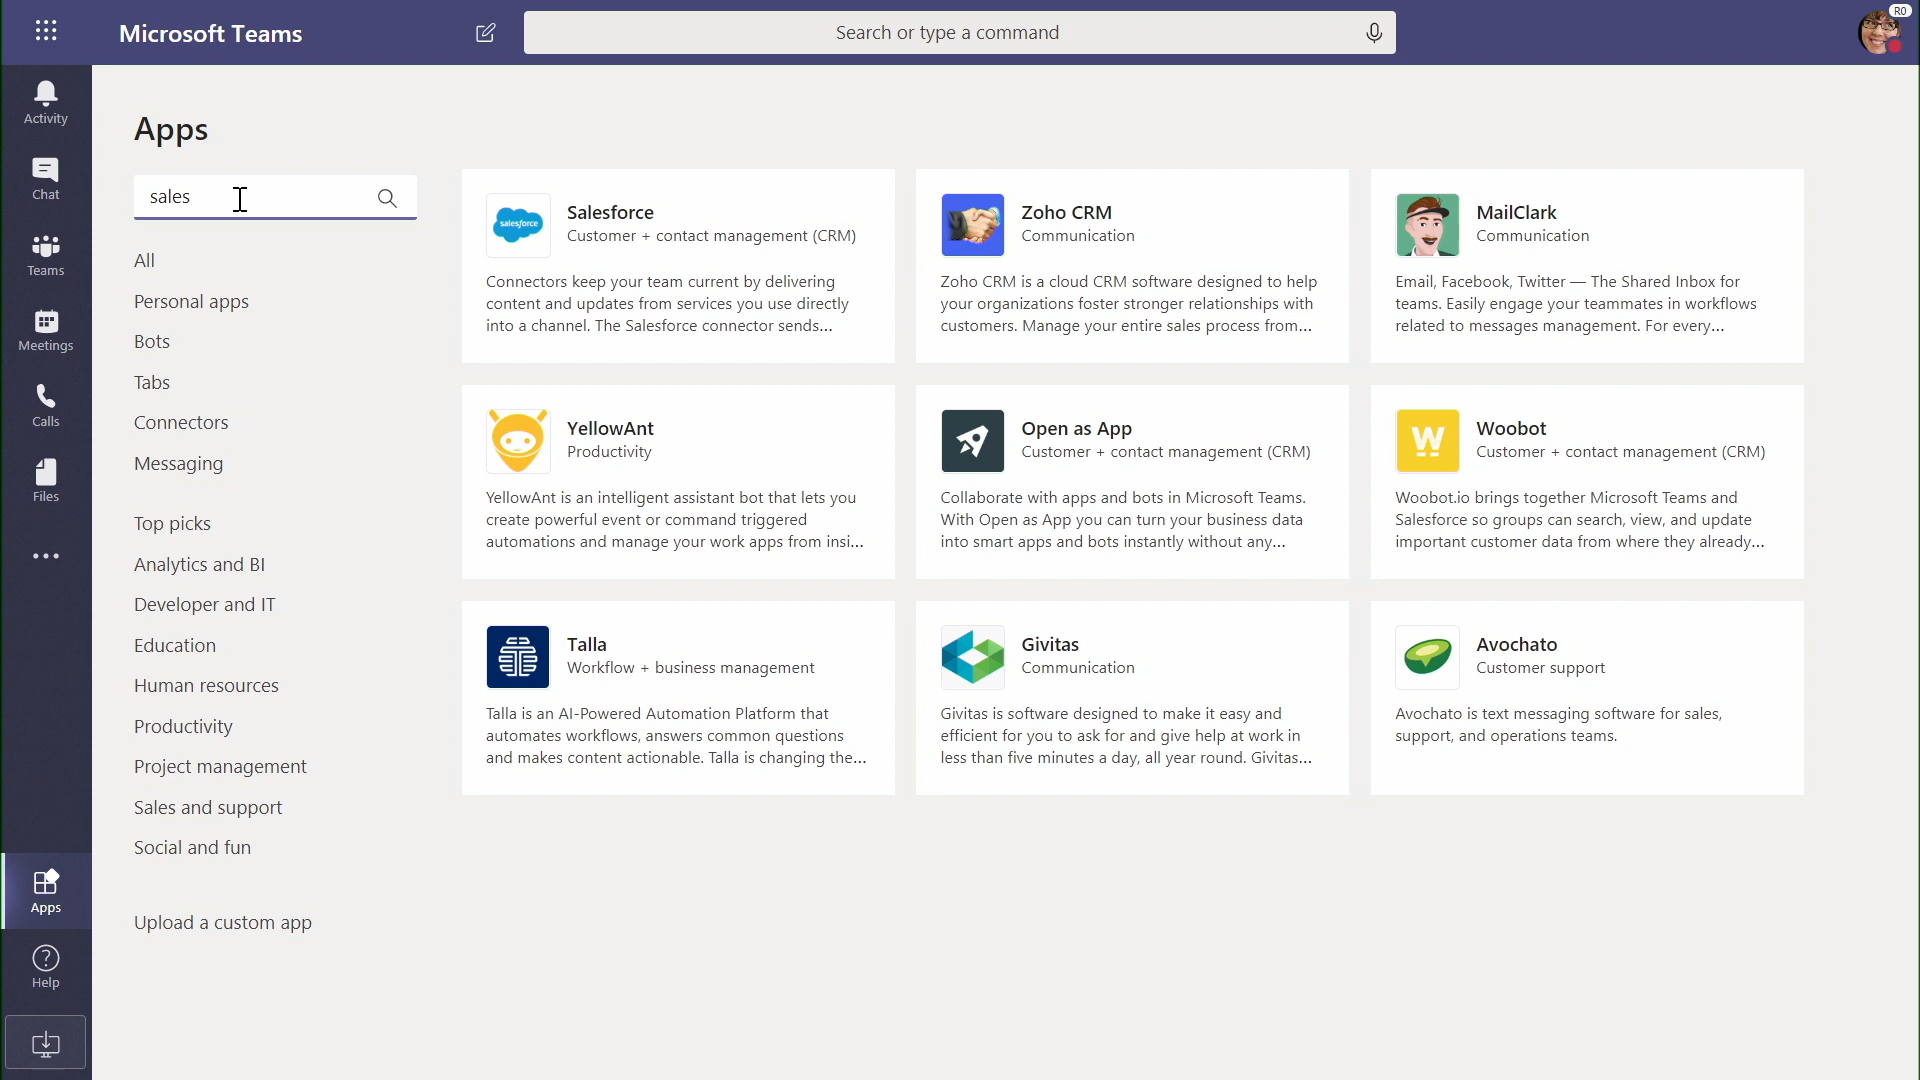 Microsoft Teams
Search or type a command
R0
Activity
Chat
Teams
Meetings
Calls
Files
Apps
Help
Apps
sales
All
Personal apps
Bots
Tabs
Connectors
Messaging
Top picks
Analytics and BI
Developer and IT
Education
Human resources
Productivity
Project management
Sales and support
Social and fun
Upload a custom app
salesforce
Salesforce
Customer + contact management (CRM)
Connectors keep your team current by delivering
content and updates from services you use directly
into a channel. The Salesforce connector sends...
Zoho CRM
Communication
Zoho CRM is a cloud CRM software designed to help
your organizations foster stronger relationships with
customers. Manage your entire sales process from...
MailClark
Communication
Email, Facebook, Twitter — The Shared Inbox for
teams. Easily engage your teammates in workflows
related to messages management. For every...
YellowAnt
Productivity
YellowAnt is an intelligent assistant bot that lets you
create powerful event or command triggered
automations and manage your work apps from insi...
Open as App
Customer + contact management (CRM)
Collaborate with apps and bots in Microsoft Teams.
With Open as App you can turn your business data
into smart apps and bots instantly without any...
W
Woobot
Customer + contact management (CRM)
Woobot.io brings together Microsoft Teams and
Salesforce so groups can search, view, and update
important customer data from where they already...
Talla
Workflow + business management
Talla is an AI-Powered Automation Platform that
automates workflows, answers common questions
and makes content actionable. Talla is changing the...
Givitas
Communication
Givitas is software designed to make it easy and
efficient for you to ask for and give help at work in
less than five minutes a day, all year round. Givitas...
Avochato
Customer support
Avochato is text messaging software for sales,
support, and operations teams.